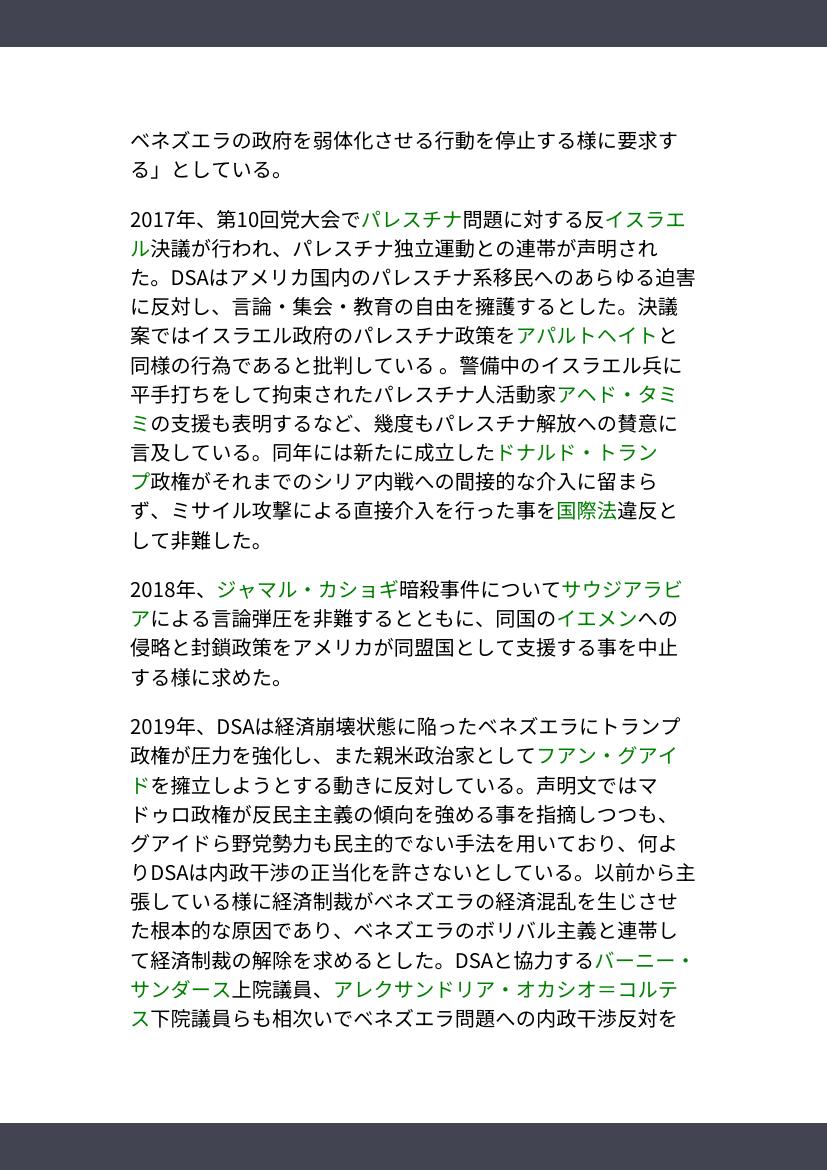 ベネズエラの政府を弱体化させる行動を停止する様に要求す
る」としている。
2017年、第10回党大会でパレスチナ問題に対する反イスラエ
ル決議が行われ、パレスチナ独立運動との連帯が声明され
た。DSAはアメリカ国内のパレスチナ系移民へのあらゆる迫害
に反対し、言論・集会・教育の自由を擁護するとした。決議
案ではイスラエル政府のパレスチナ政策をアパルトヘイトと
同様の行為であると批判している 。警備中のイスラエル兵に
平手打ちをして拘束されたパレスチナ人活動家アヘド・タミ
ミの支援も表明するなど、幾度もパレスチナ解放への賛意に
言及している。同年には新たに成立したドナルド・トラン
プ政権がそれまでのシリア内戦への間接的な介入に留まら
ず、ミサイル攻撃による直接介入を行った事を国際法違反と
して非難した。
2018年、ジャマル・カショギ暗殺事件についてサウジアラビ
アによる言論弾圧を非難するとともに、同国のイエメンへの
侵略と封鎖政策をアメリカが同盟国として支援する事を中止
する様に求めた。
2019年、DSAは経済崩壊状態に陥ったベネズエラにトランプ
政権が圧力を強化し、また親米政治家としてフアン・グアイ
ドを擁立しようとする動きに反対している。声明文ではマ
ドゥロ政権が反民主主義の傾向を強める事を指摘しつつも、
グアイドら野党勢力も民主的でない手法を用いており、何よ
りDSAは内政干渉の正当化を許さないとしている。以前から主
張している様に経済制裁がベネズエラの経済混乱を生じさせ
た根本的な原因であり、ベネズエラのボリバル主義と連帯し
て経済制裁の解除を求めるとした。DSAと協力するバーニー・
サンダース上院議員、アレクサンドリア・オカシオ＝コルテ
ス下院議員らも相次いでベネズエラ問題への内政干渉反対を